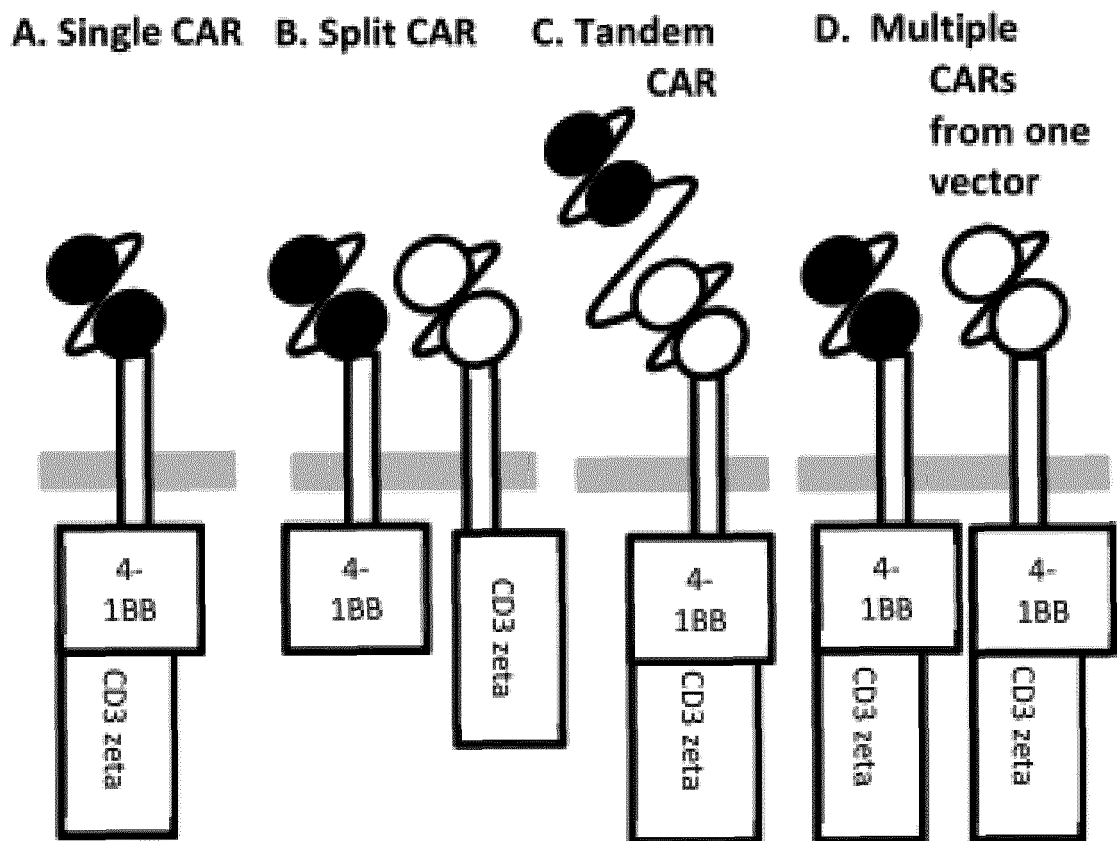 A. Single CAR
B. Split CAR
C. Tandem
CAR
D. Multiple
CARs
from one
vector
4-
1BB
CD3 zeta
4-
1BB
CD3 zeta
4-
1BB
CD3 zeta
4-
1BB
CD3 zeta
4-
1BB
CD3 zeta